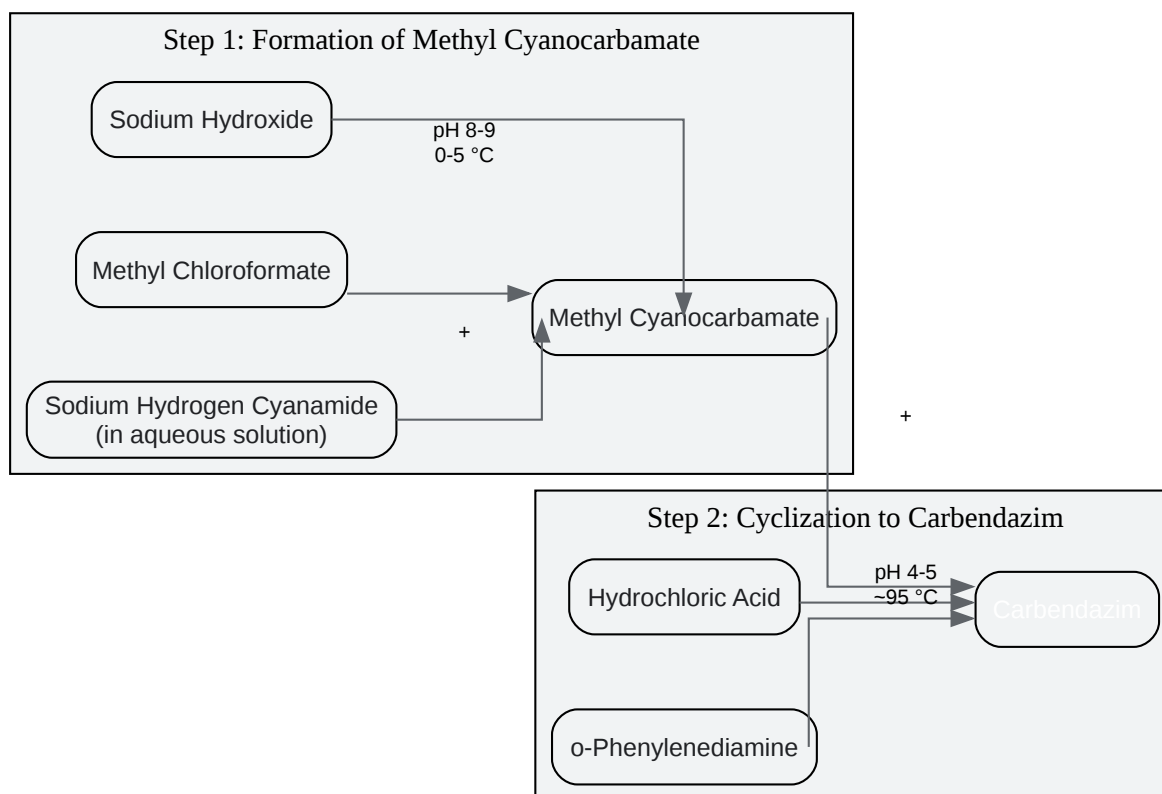 Step 1: Formation of Methyl Cyanocarbamate
Sodium Hydroxide
pH 8-9
0-5 °C
Methyl Chloroformate
Methyl Cyanocarbamate
+
Sodium Hydrogen Cyanamide
(in aqueous solution)
+
Step 2: Cyclization to Carbendazim
Hydrochloric Acid
pH 4-5
~95 °C
Carbendazim
o-Phenylenediamine